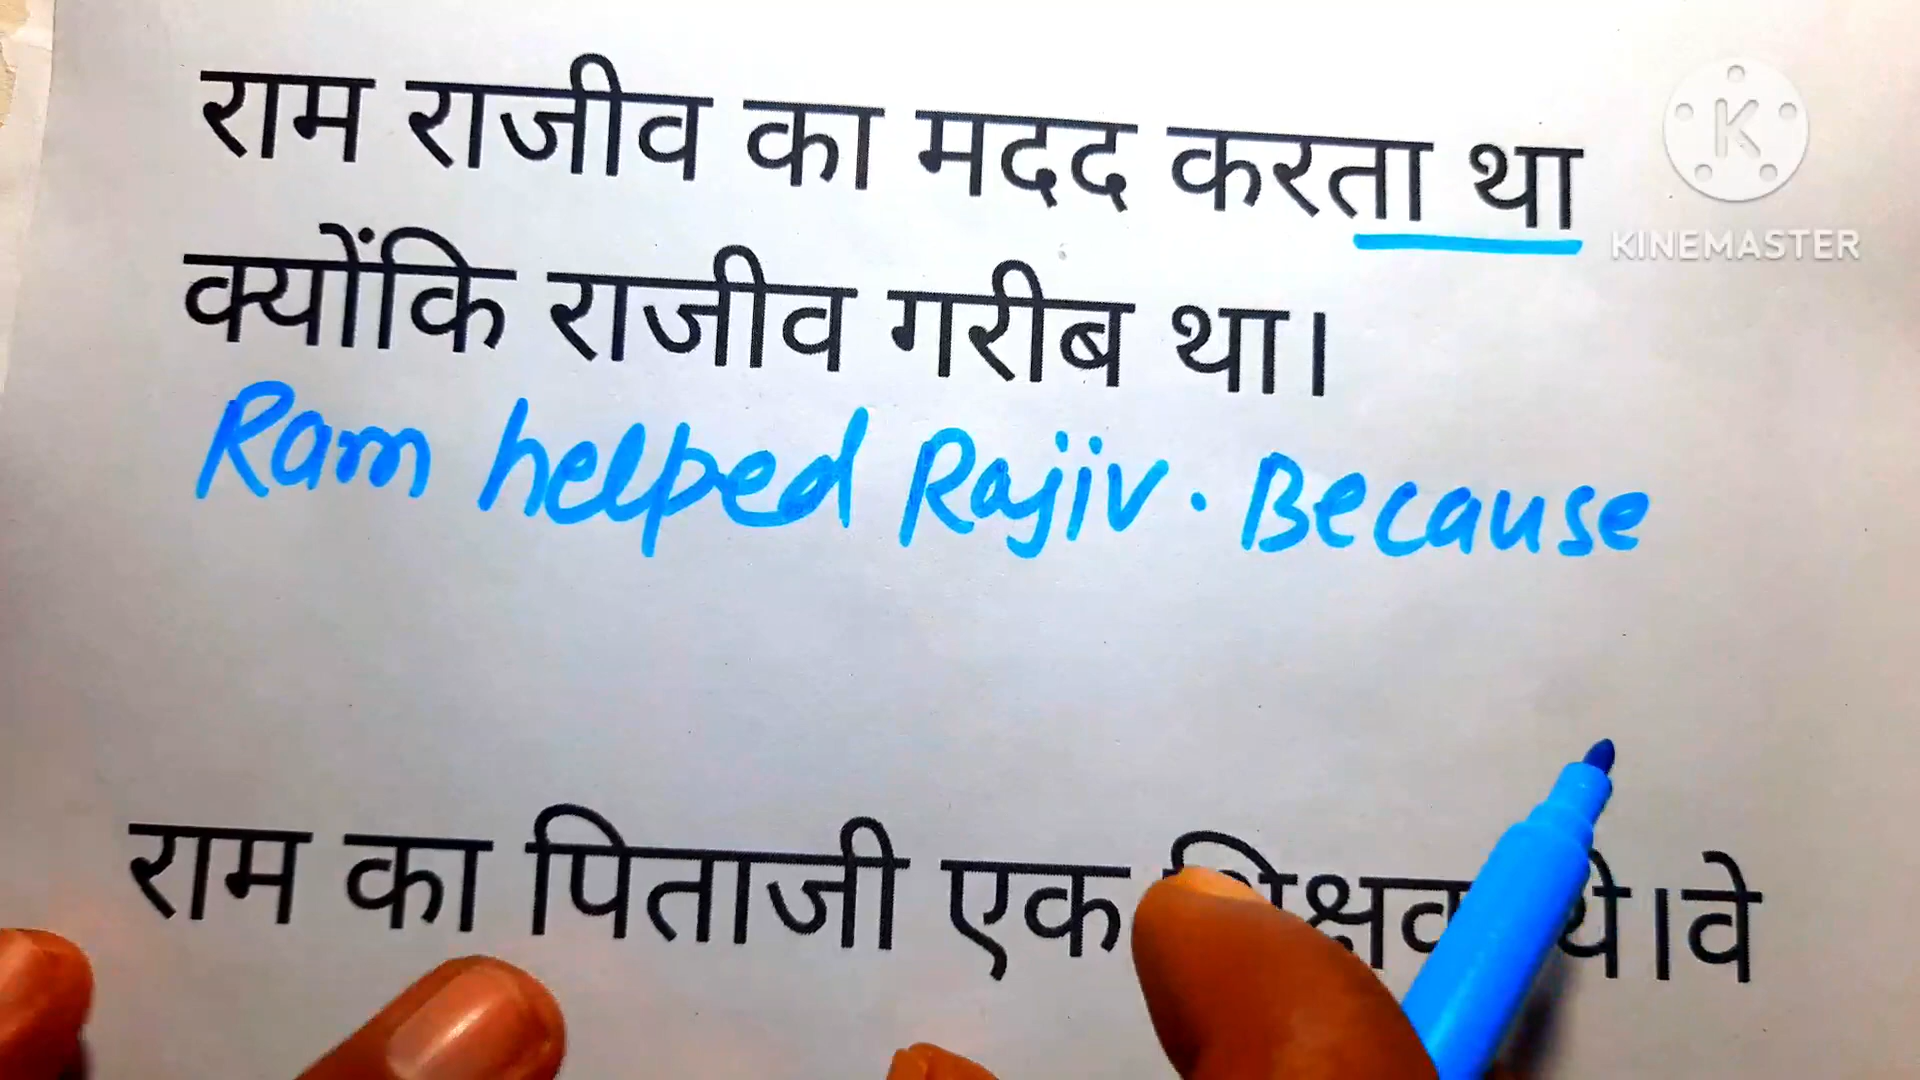 राम राजीव का मदद करता था
KINEMASTER
क्योंकि राजीव गरीब था।
Ram helped Rajiv. Because
राम का पिताजी एक थे।वे